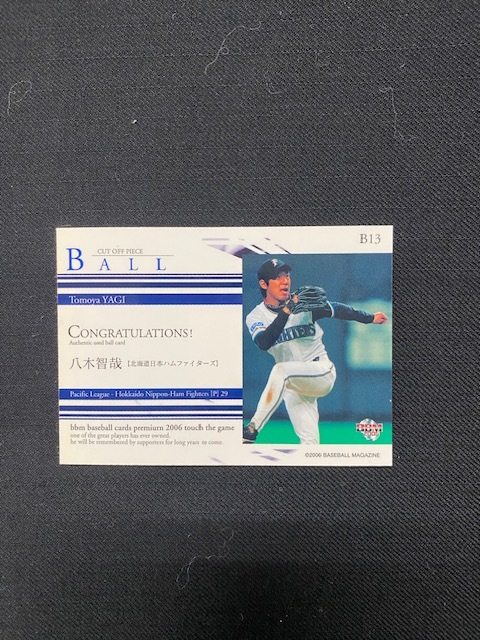 B13
CUT OFF PIECE
BALL
Tomoya YAGI
CONGRATULATIONS!
Authentic used ball card
八木智哉【北海道日本ハムファイターズ】
Pacific League - Hokkaido Nippon-Ham Fighters [P] 29
bbm baseball cards premium 2006 touch the game
one of the great players has ever owned.
he will be remembered by supporters for long years to come.
FIGHTERS
BBM
©2006 BASEBALL MAGAZINE